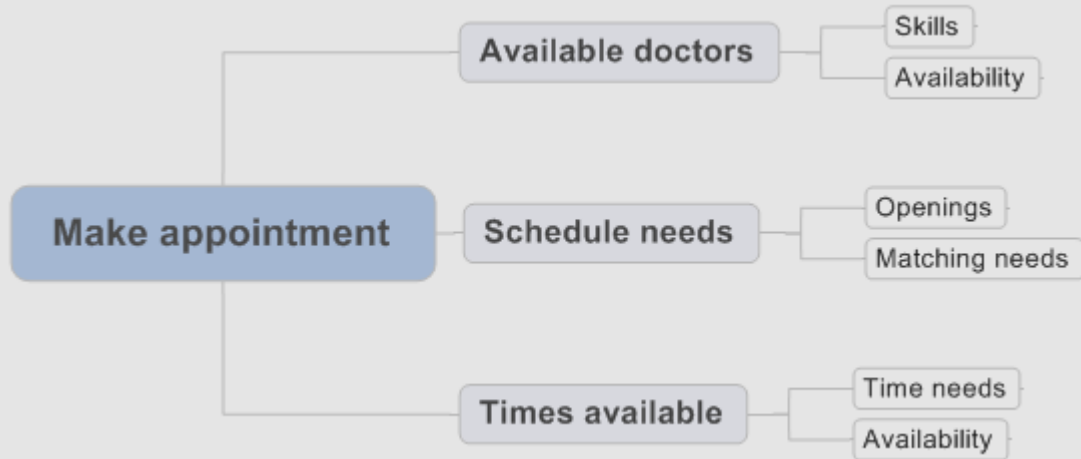 Available doctors
Skills
Availability
Make appointment
Schedule needs
Openings
Matching needs
Times available
Time needs
Availability